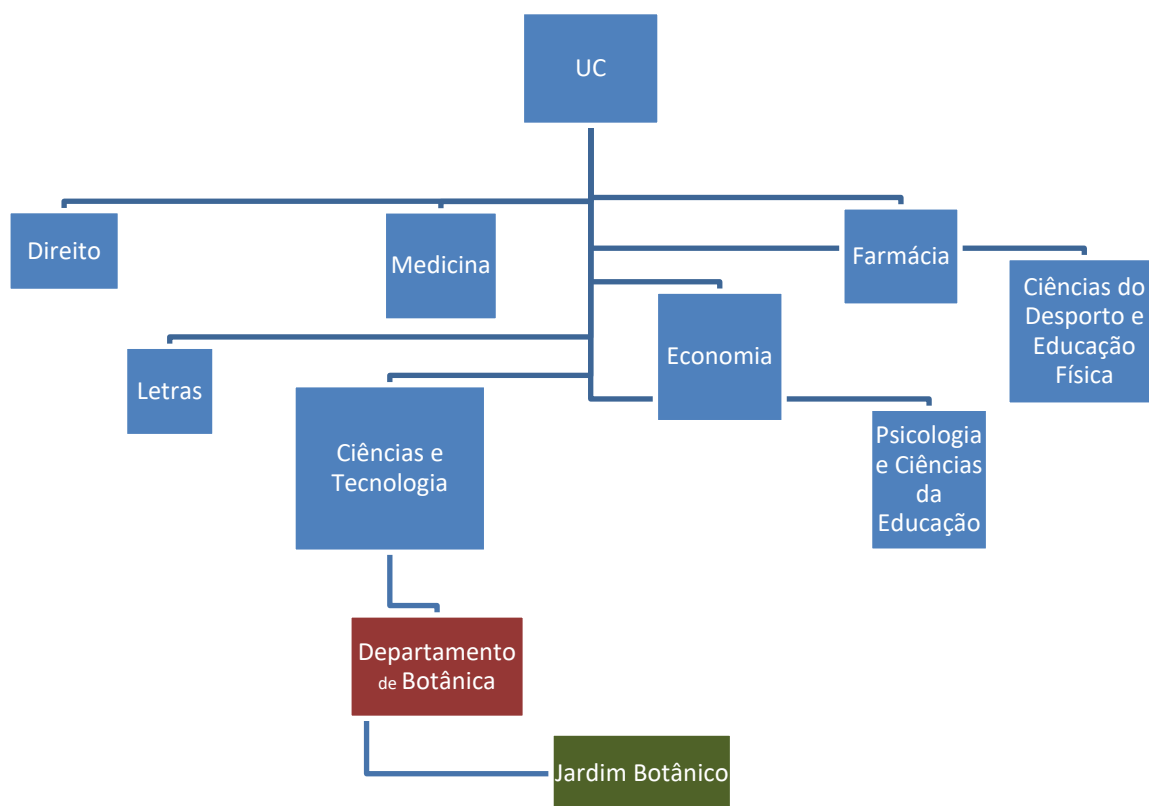 UC
Direito
Medicina
Farmácia
Ciências do
Desporto e
Educação
Física
Economia
Letras
Ciências e
Tecnologia
Psicologia
e Ciências
da
Educação
Departamento
de Botânica
Jardim Botânico